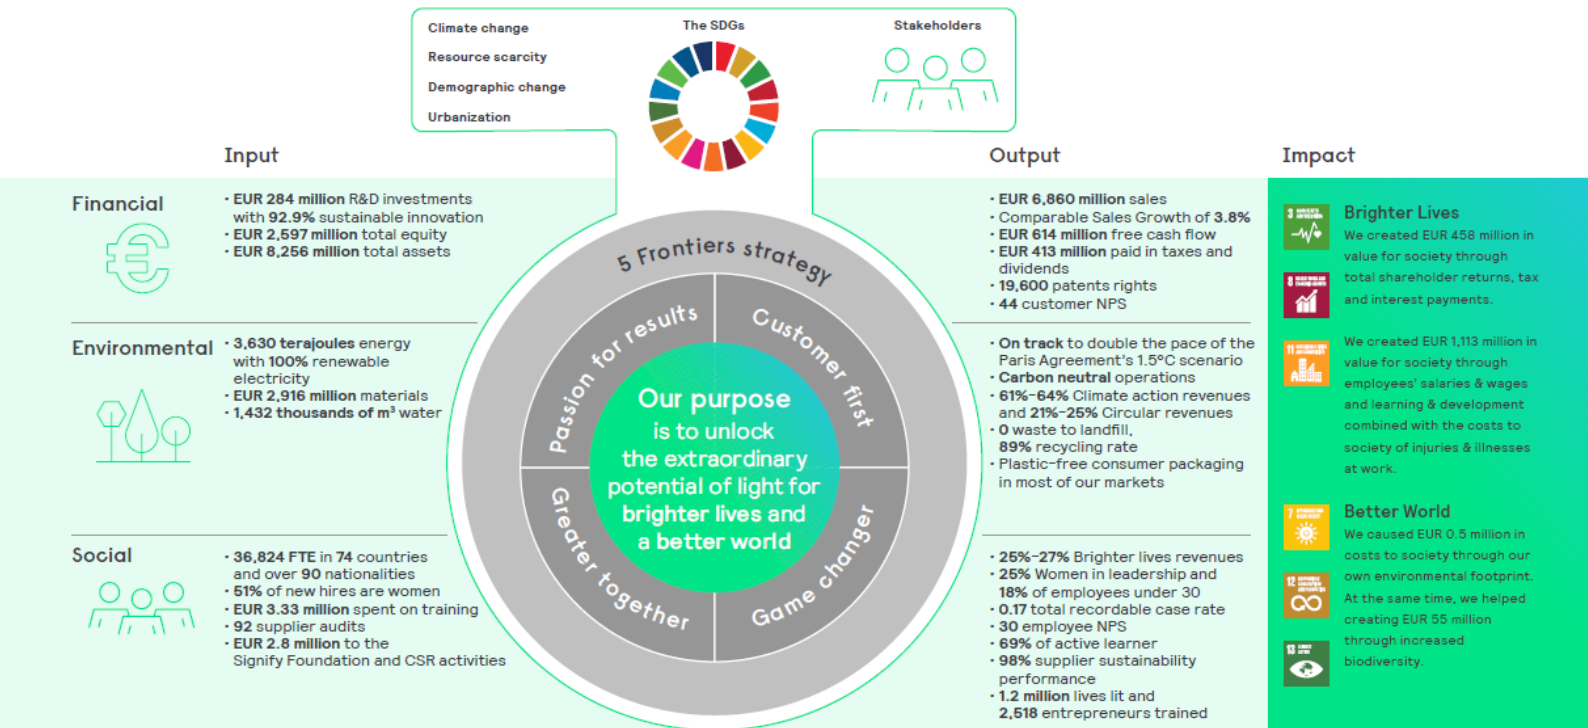 Climate change
Resource scarcity
Demographic change
Urbanization
The SDGs
Stakeholders
Input
Output
Impact
Financial
· EUR 284 million R&D investments
with 92.9% sustainable innovation
· EUR 2,597 million total equity
· EUR 8,256 million total assets
Environmental
· 3,630 terajoules energy
with 100% renewable
electricity
· EUR 2,916 million materials
· 1,432 thousands of m³ water
Social
· 36,824 FTE in 74 countries
and over 90 nationalities
· 51% of new hires are women
· EUR 3.33 million spent on training
· 92 supplier audits
· EUR 2.8 million to the
Signify Foundation and CSR activities
5 Frontiers strategy
Passion for results
Customer first
Greater together
Game changer
Our purpose
is to unlock
the extraordinary
potential of light for
brighter lives and
a better world
· EUR 6,860 million sales
· Comparable Sales Growth of 3.8%
· EUR 614 million free cash flow
· EUR 413 million paid in taxes and
dividends
· 19,600 patents rights
· 44 customer NPS
· On track to double the pace of the
Paris Agreement's 1.5ºC scenario
· Carbon neutral operations
· 61%-64% Climate action revenues
and 21%-25% Circular revenues
· 0 waste to landfill,
89% recycling rate
· Plastic-free consumer packaging
in most of our markets
· 25%-27% Brighter lives revenues
· 25% Women in leadership and
18% of employees under 30
· 0.17 total recordable case rate
· 30 employee NPS
· 69% of active learner
· 98% supplier sustainability
performance
· 1.2 million lives lit and
2,518 entrepreneurs trained
3
8
11
7
12
13
Brighter Lives
We created EUR 458 million in
value for society through
total shareholder returns, tax
and interest payments.
We created EUR 1,113 million in
value for society through
employees' salaries & wages
and learning & development
combined with the costs to
society of injuries & illnesses
at work.
Better World
We caused EUR 0.5 million in
costs to society through our
own environmental footprint.
At the same time, we helped
creating EUR 55 million
through increased
biodiversity.